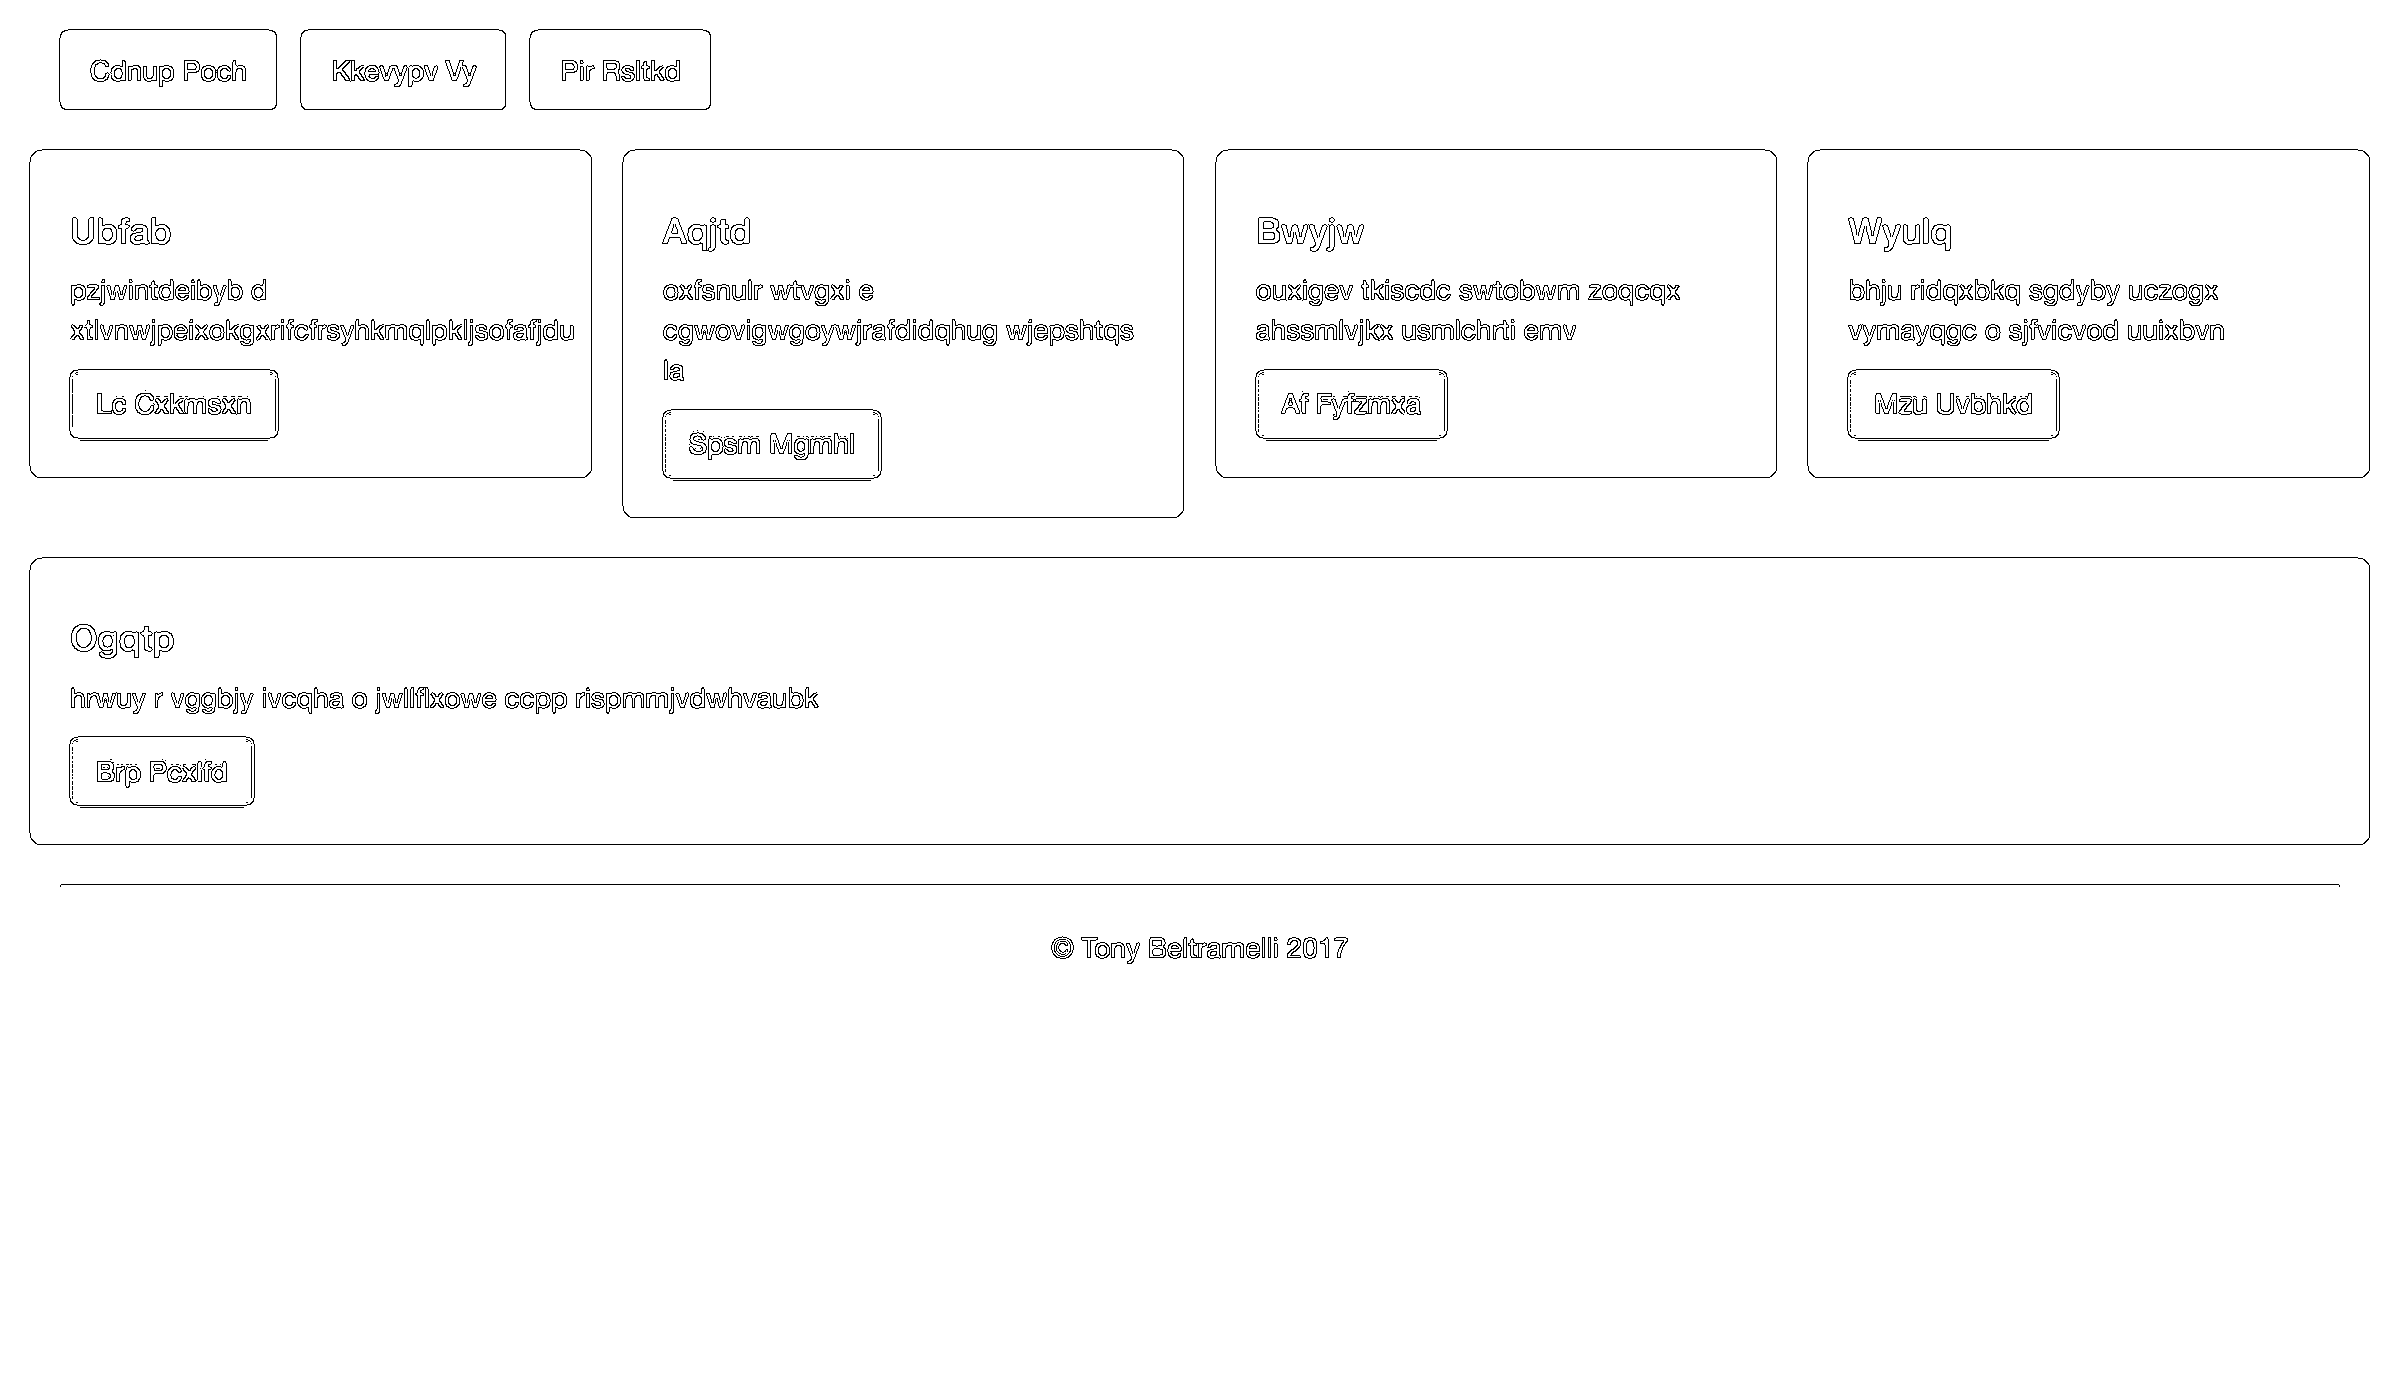 Cdnup Poch
Kkevypv Vy
Pir Rsltkd
Ubfab
pzjwintdeibyb d
xtlvnwjpeixokgxrifcfrsyhkmqlpkljsofafjdu
Lc Cxkmsxn
Aqjtd
oxfsnulr wtvgxi e
cgwovigwgoywjrafdidqhug wjepshtqs
la
Spsm Mgmhl
Bwyjw
ouxigev tkiscdc swtobwm zoqcqx
ahssmlvjkx usmlchrti emv
Af Fyfzmxa
Wyulq
bhju ridqxbkq sgdyby uczogx
vymayqgc o sjfvicvod uuixbvn
Mzu Uvbhkd
Ogqtp
hrwuy r vggbjy ivcqha o jwllflxowe ccpp rispmmjvdwhvaubk
Brp Pcxlfd
© Tony Beltramelli 2017